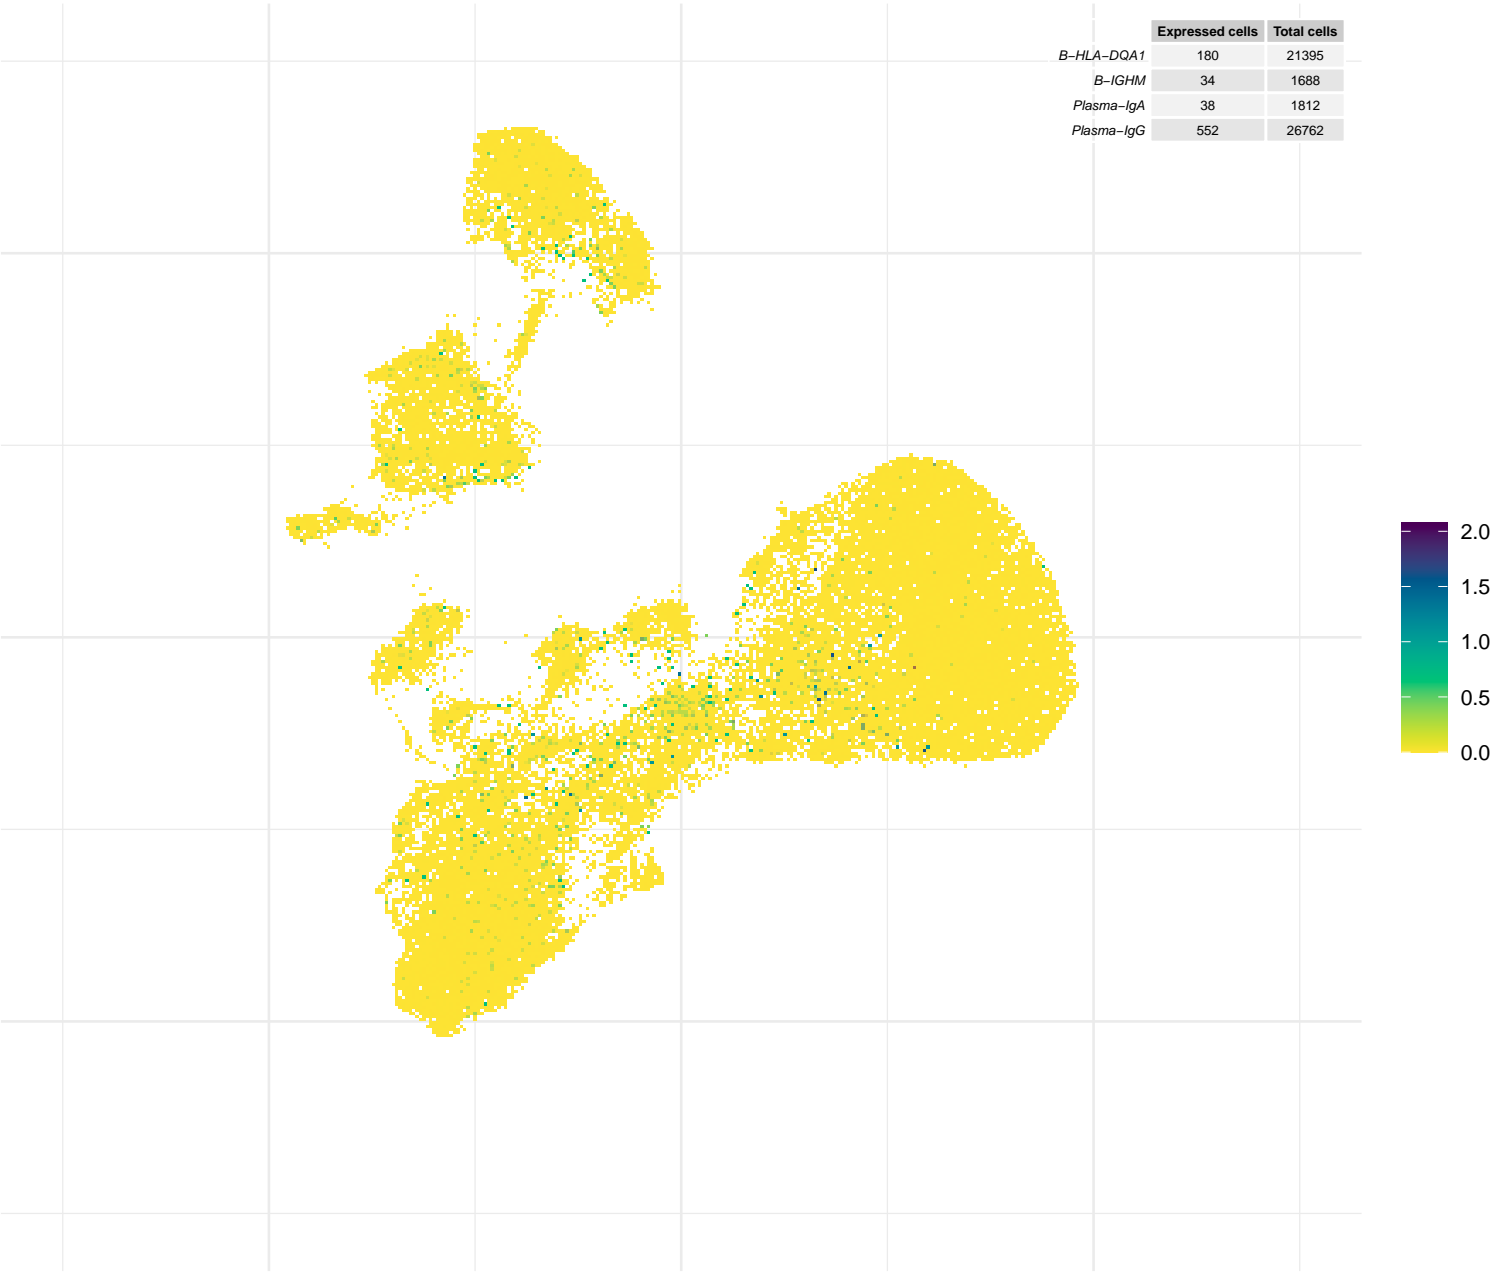 Expressed cells Total cells
B−HLA−DQA1 180 21395
B−IGHM 34 1688
Plasma−IgA 38 1812
Plasma−IgG 552 26762
2.0
1.5
1.0
0.5
0.0